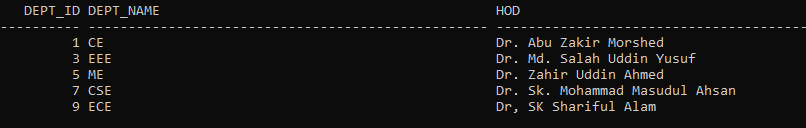 DEPT_ID DEPT_NAME HOD
---------- -------------------------------------------------- --------------------------------------------------
1 CE Dr. Abu Zakir Morshed
3 EEE Dr. Md. Salah Uddin Yusuf
5 ME Dr. Zahir Uddin Ahmed
7 CSE Dr. Sk. Mohammad Masudul Ahsan
9 ECE Dr, SK Shariful Alam